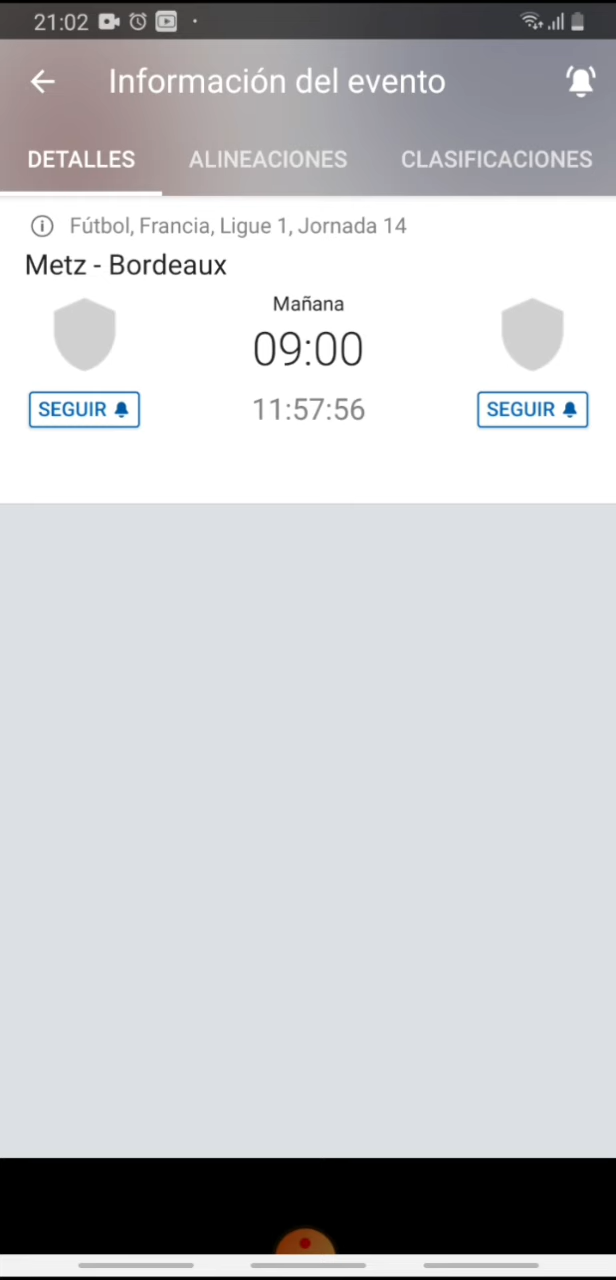 21:02
Información del evento
DETALLES ALINEACIONES CLASIFICACIONES
Fútbol, Francia, Ligue 1, Jornada 14
Metz - Bordeaux
Mañana
09:00
SEGUIR 11:57:56 SEGUIR